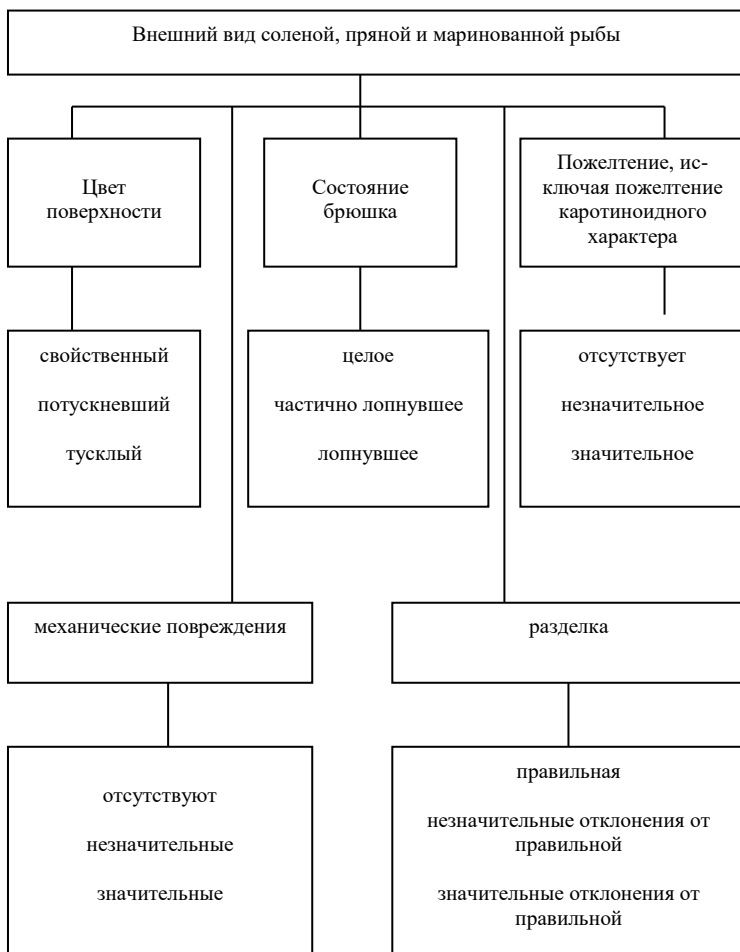 Внешний вид соленой, пряной и маринованной рыбы
Цвет
поверхности
Состояние
брюшка
Пожелтение, ис-
ключая пожелтение
каротиноидного
характера
свойственный
потускневший
тусклый
целое
частично лопнувшее
лопнувшее
отсутствует
незначительное
значительное
механические повреждения
разделка
отсутствуют
незначительные
значительные
правильная
незначительные отклонения от
правильной
значительные отклонения от
правильной